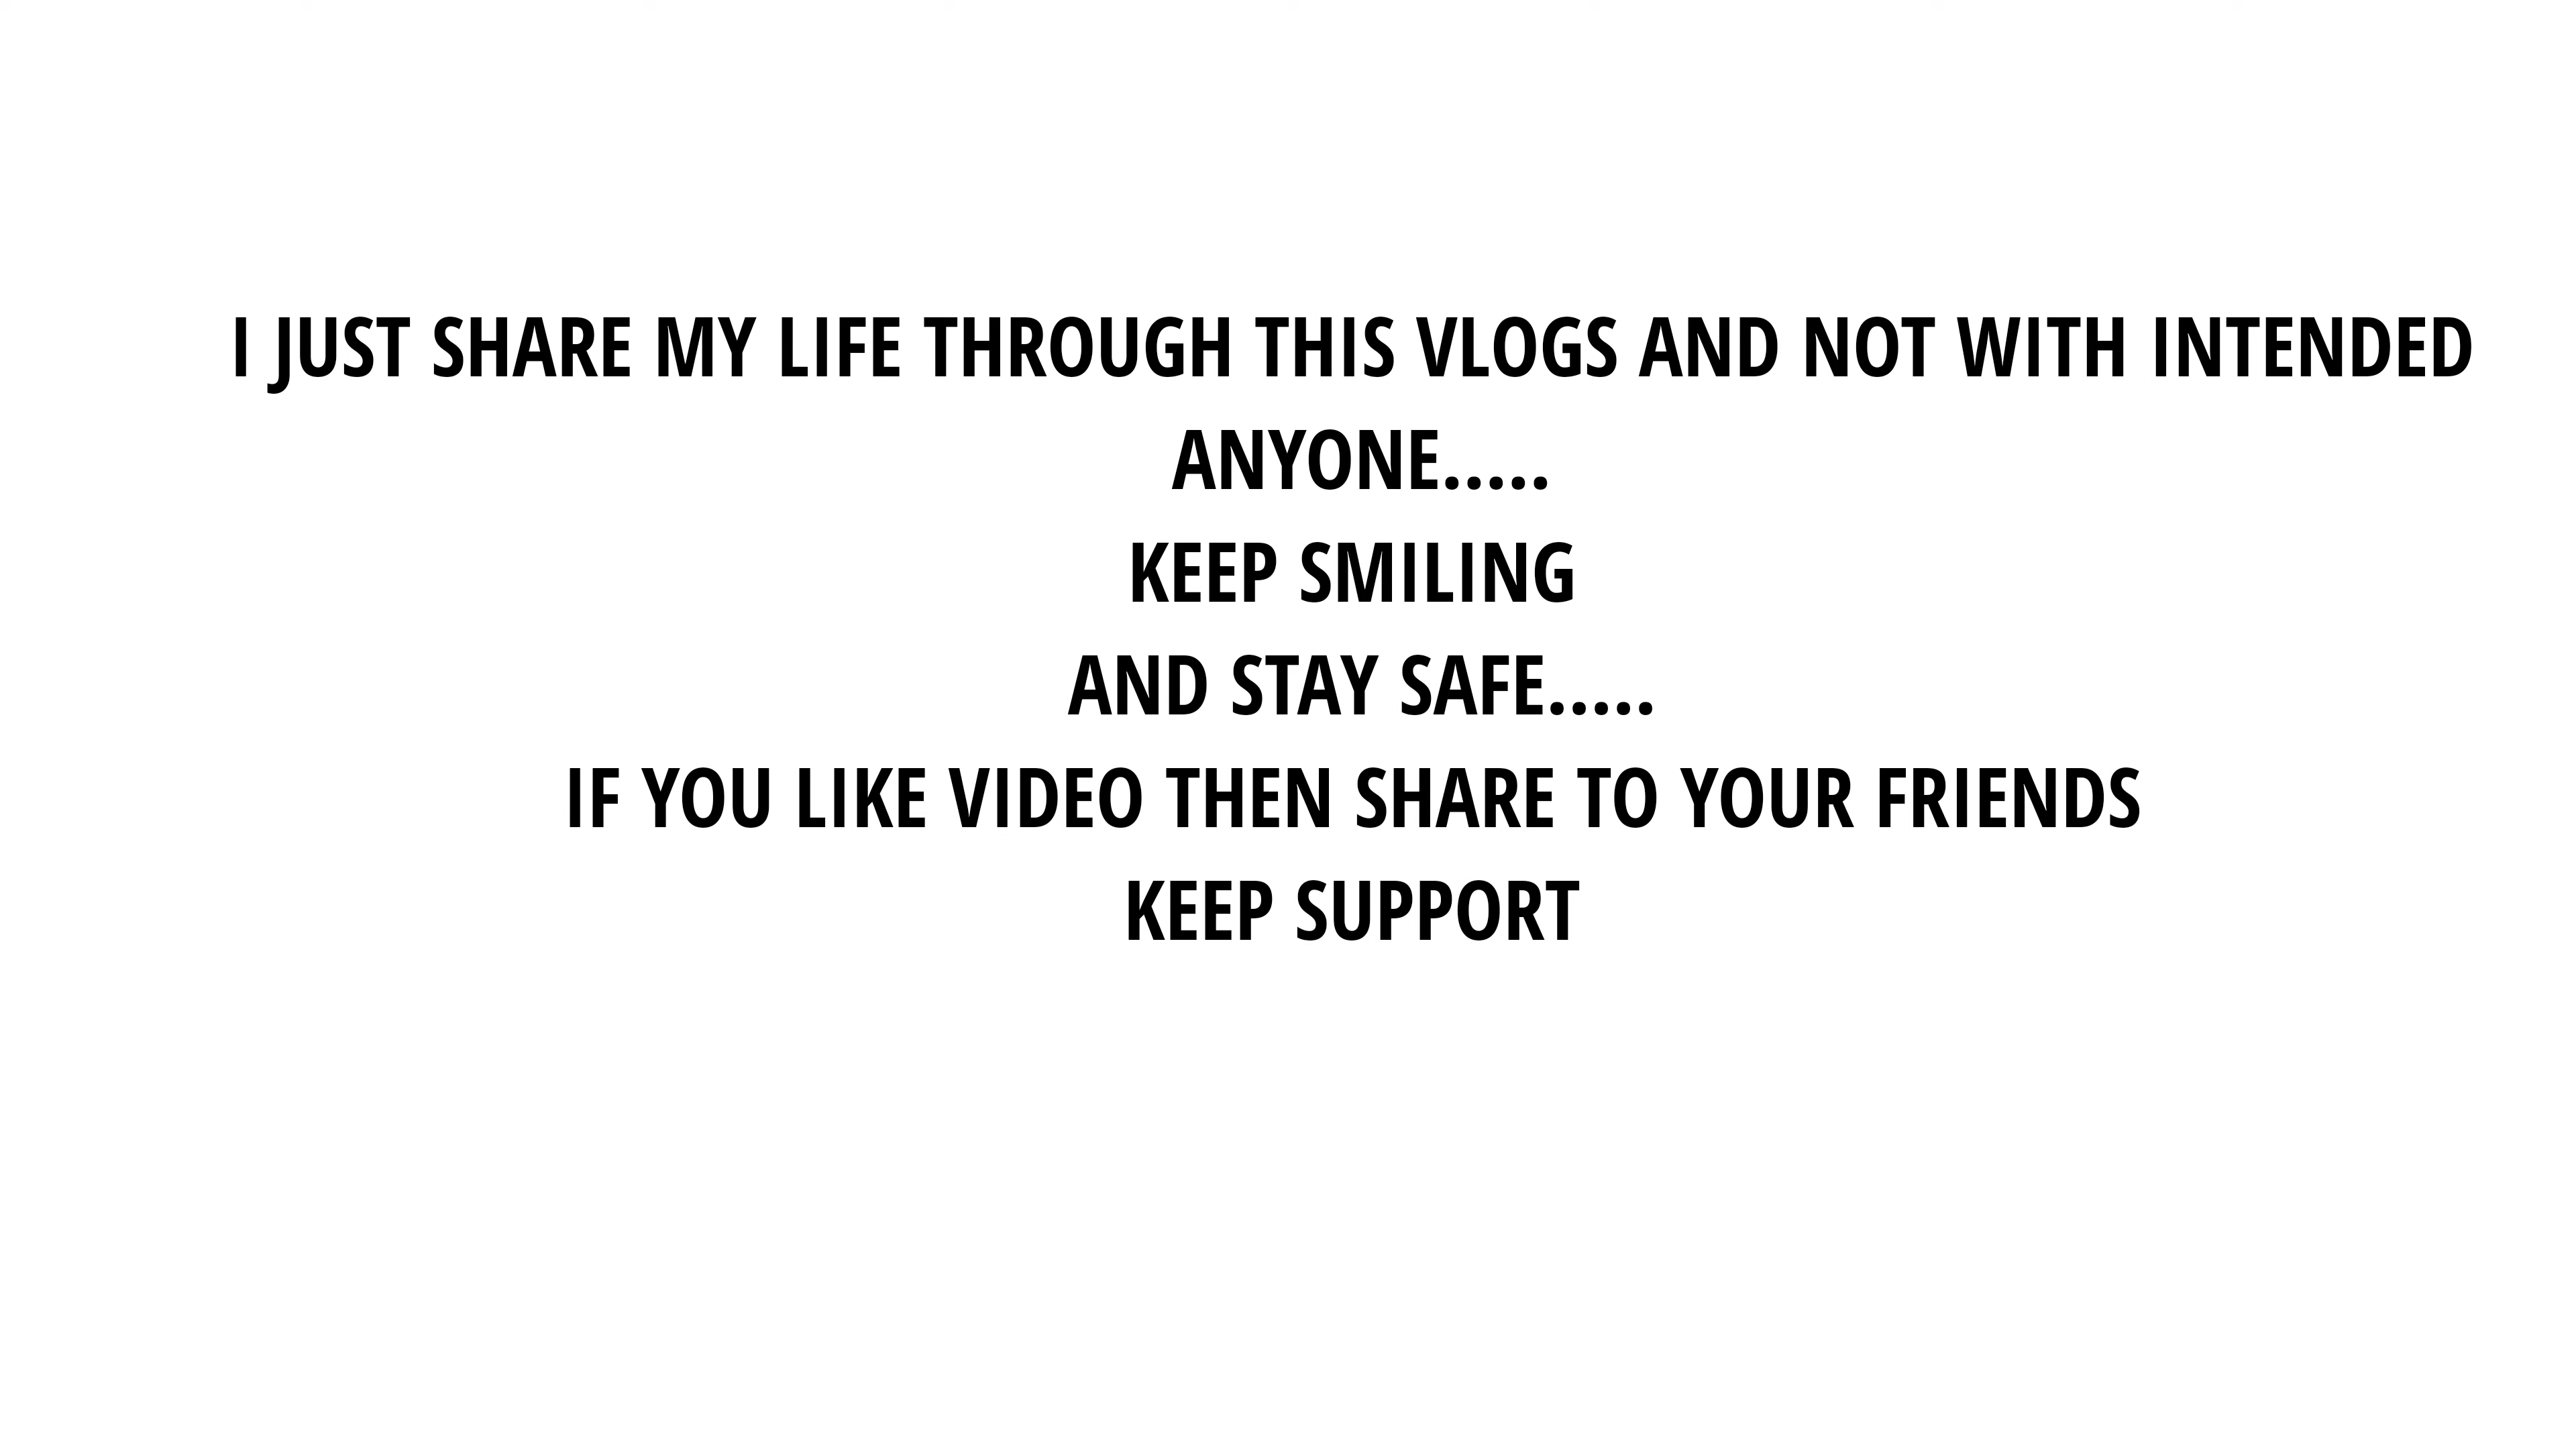 I JUST SHARE MY LIFE THROUGH THIS VLOGS AND NOT WITH INTENDED
ANYONE.....
KEEP SMILING
AND STAY SAFE.....
IF YOU LIKE VIDEO THEN SHARE TO YOUR FRIENDS
KEEP SUPPORT